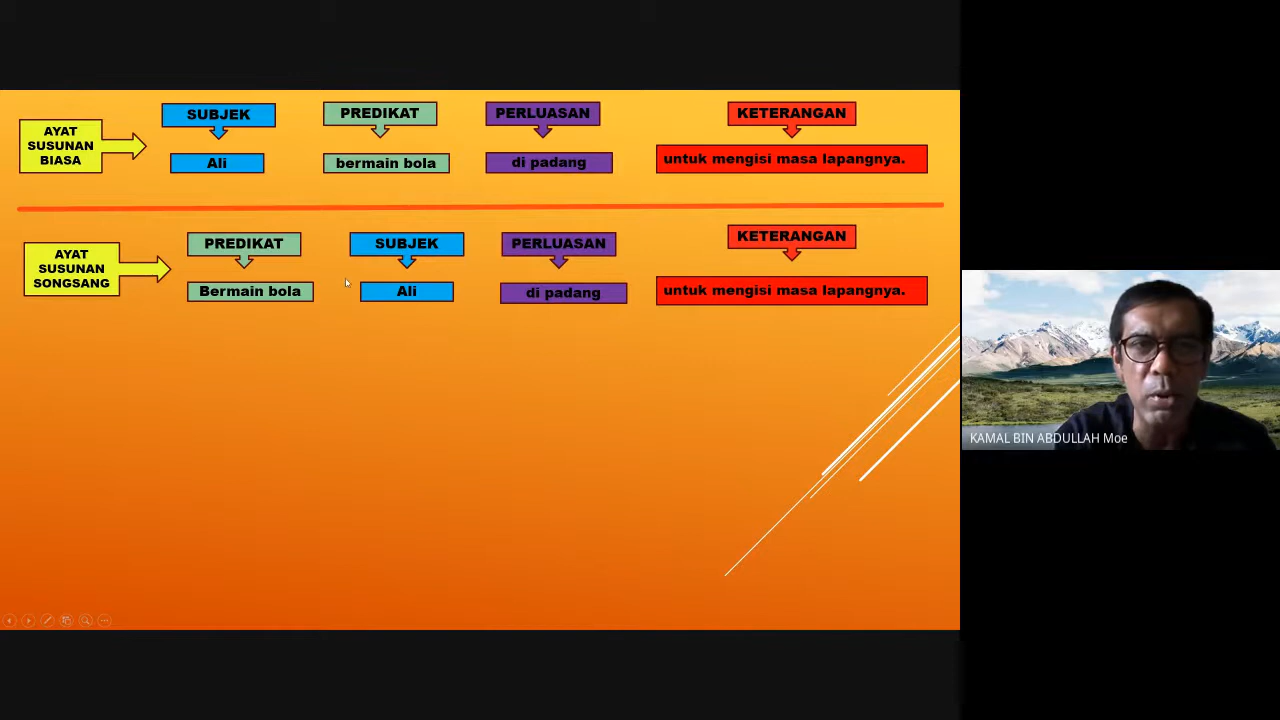 SUBJEK
PREDIKAT
PERLUASAN
KETERANGAN
AYAT
SUSUNAN
BIASA
Ali
bermain bola
di padang
untuk mengisi masa lapangnya.
PREDIKAT
SUBJEK
PERLUASAN
KETERANGAN
AYAT
SUSUNAN
SONGSANG
Bermain bola
Ali
di padang
untuk mengisi masa lapangnya.
KAMAL BIN ABDULLAH Moe